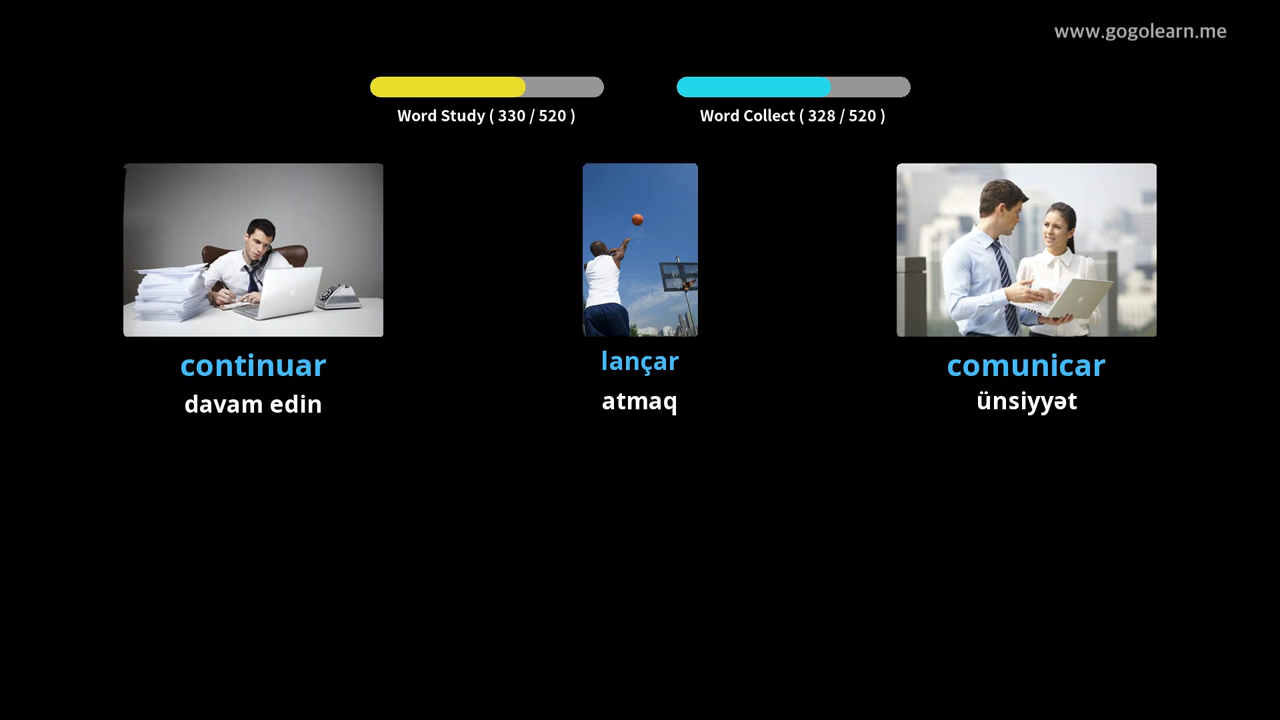 www.gogolearn.me
Word Study ( 330 / 520 )
Word Collect ( 328 / 520 )
continuar
davam edin
lançar
atmaq
comunicar
ünsiyyət